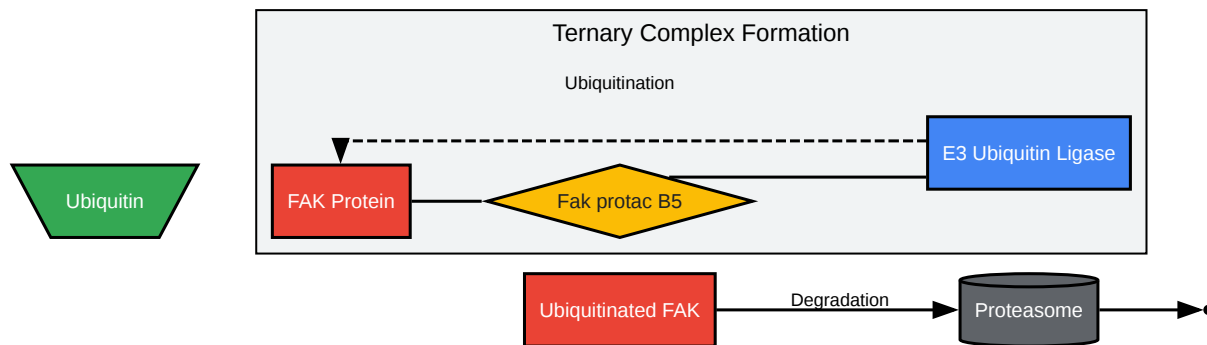 Ternary Complex Formation
Ubiquitination
E3 Ubiquitin Ligase
Ubiquitin
FAK Protein
Fak protac B5
Ubiquitinated FAK
Degradation
Proteasome